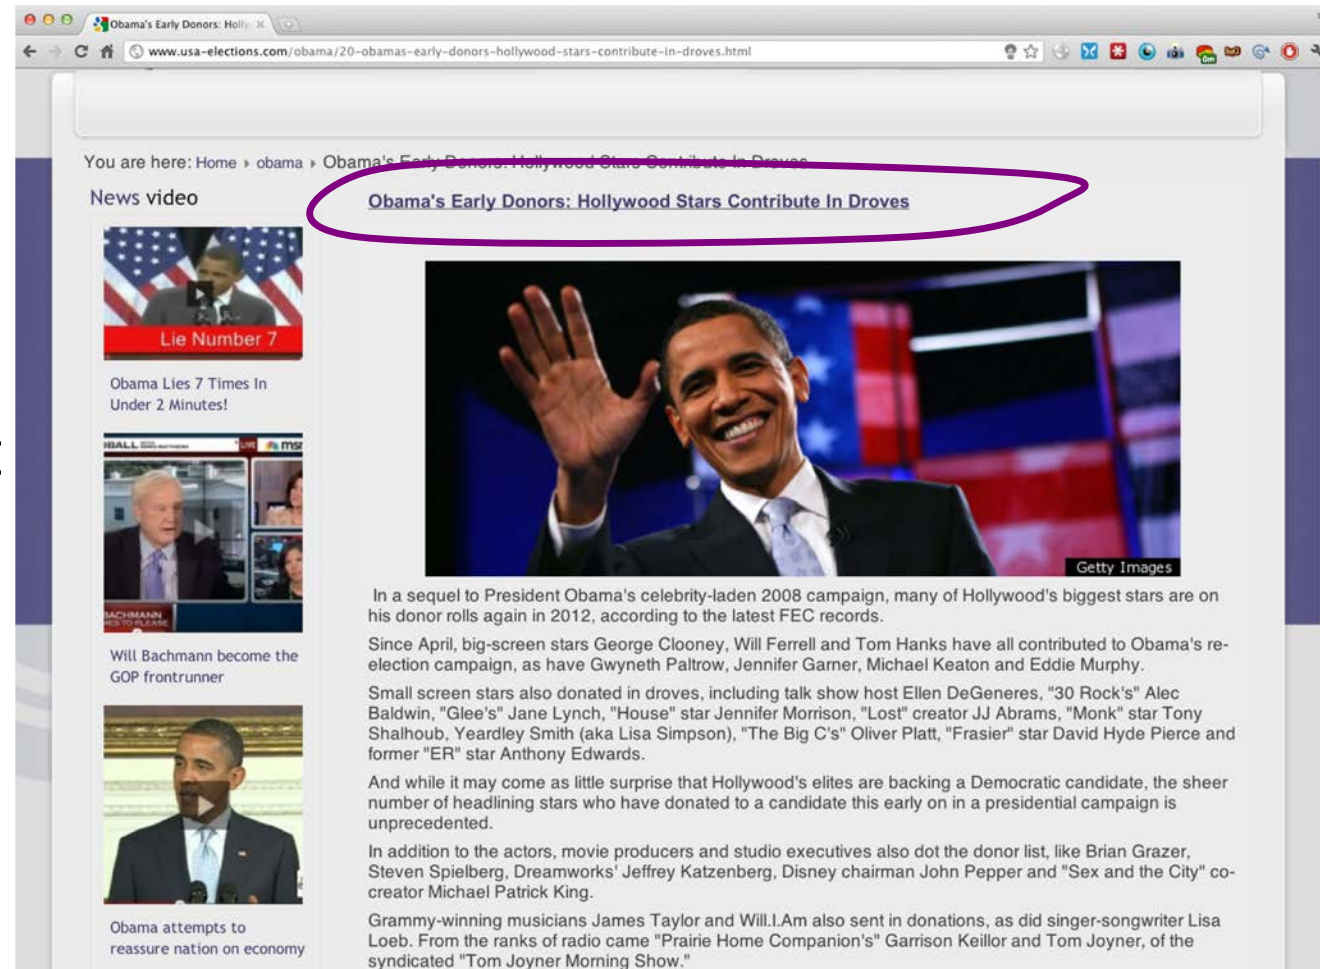 Obama's Early Donors: Holly
www.usa-elections.com/obama/20-obamas-early-donors-hollywood-stars-contribute-in-droves.html
0m
You are here: Home › obama › Obama's Early Donors: Hollywood Stars Contribute In Droves
News video
Obama's Early Donors: Hollywood Stars Contribute In Droves
Lie Number 7
Obama Lies 7 Times In
Under 2 Minutes!
LIVE
BACHMANN
Will Bachmann become the
GOP frontrunner
Obama attempts to
reassure nation on economy
Getty Images
In a sequel to President Obama's celebrity-laden 2008 campaign, many of Hollywood's biggest stars are on
his donor rolls again in 2012, according to the latest FEC records.
Since April, big-screen stars George Clooney, Will Ferrell and Tom Hanks have all contributed to Obama's re-
election campaign, as have Gwyneth Paltrow, Jennifer Garner, Michael Keaton and Eddie Murphy.
Small screen stars also donated in droves, including talk show host Ellen DeGeneres, "30 Rock's" Alec
Baldwin, "Glee's" Jane Lynch, "House" star Jennifer Morrison, "Lost" creator JJ Abrams, "Monk" star Tony
Shalhoub, Yeardley Smith (aka Lisa Simpson), "The Big C's" Oliver Platt, "Frasier" star David Hyde Pierce and
former "ER" star Anthony Edwards.
And while it may come as little surprise that Hollywood's elites are backing a Democratic candidate, the sheer
number of headlining stars who have donated to a candidate this early on in a presidential campaign is
unprecedented.
In addition to the actors, movie producers and studio executives also dot the donor list, like Brian Grazer,
Steven Spielberg, Dreamworks' Jeffrey Katzenberg, Disney chairman John Pepper and "Sex and the City" co-
creator Michael Patrick King.
Grammy-winning musicians James Taylor and Will.I.Am also sent in donations, as did singer-songwriter Lisa
Loeb. From the ranks of radio came "Prairie Home Companion's" Garrison Keillor and Tom Joyner, of the
syndicated "Tom Joyner Morning Show."